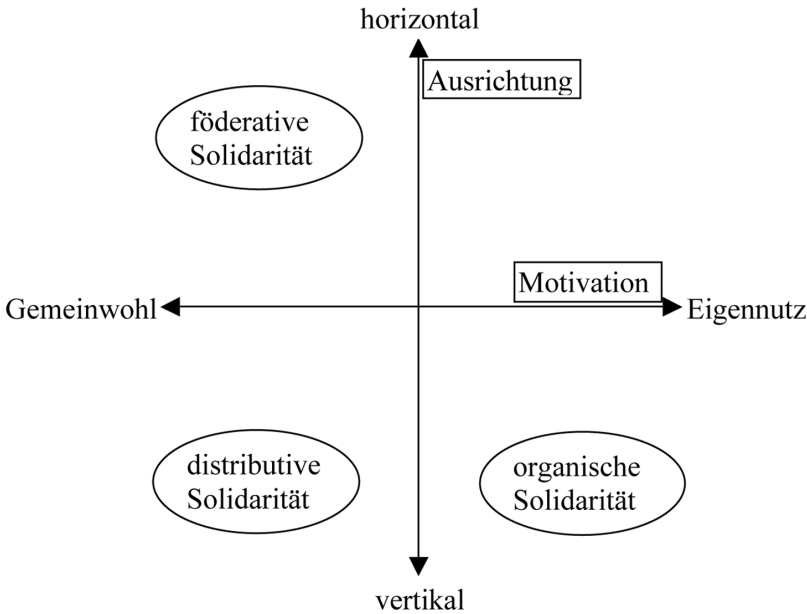 horizontal
Ausrichtung
föderative
Solidarität
Motivation
Gemeinwohl
Eigennutz
distributive
Solidarität
organische
Solidarität
vertikal